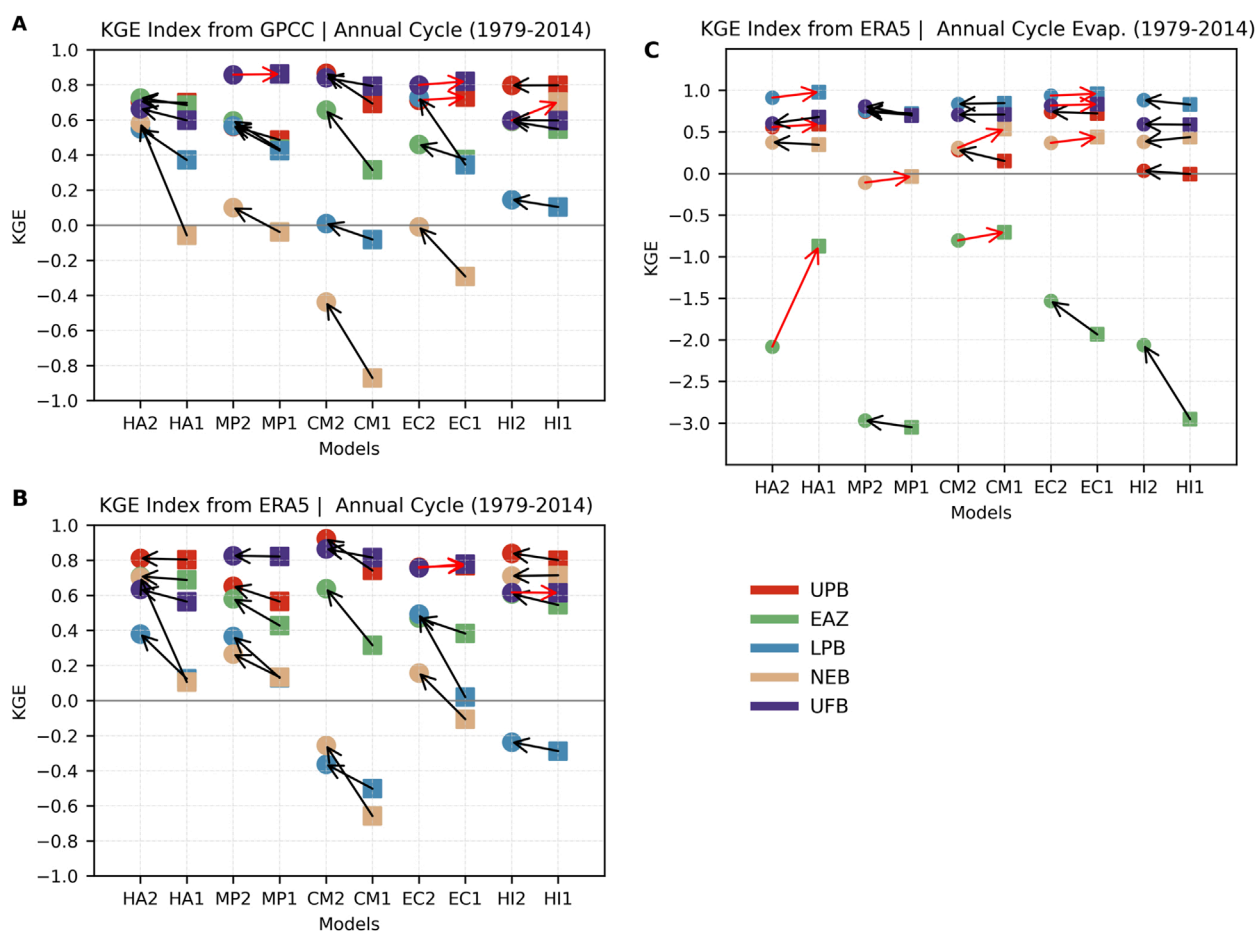 A
KGE Index from GPCC | Annual Cycle (1979-2014)
1.0
0.8
0.6
0.4
0.2
0.0
−0.2
−0.4
−0.6
−0.8
−1.0
KGE
HA2 HA1 MP2 MP1 CM2 CM1 EC2 EC1 HI2 HI1
Models
B
KGE Index from ERA5 | Annual Cycle (1979-2014)
1.0
0.8
0.6
0.4
0.2
0.0
−0.2
−0.4
−0.6
−0.8
−1.0
KGE
HA2 HA1 MP2 MP1 CM2 CM1 EC2 EC1 HI2 HI1
Models
C
KGE Index from ERA5 | Annual Cycle Evap. (1979-2014)
1.0
0.5
0.0
−0.5
−1.0
−1.5
−2.0
−2.5
−3.0
KGE
HA2 HA1 MP2 MP1 CM2 CM1 EC2 EC1 HI2 HI1
Models
UPB
EAZ
LPB
NEB
UFB